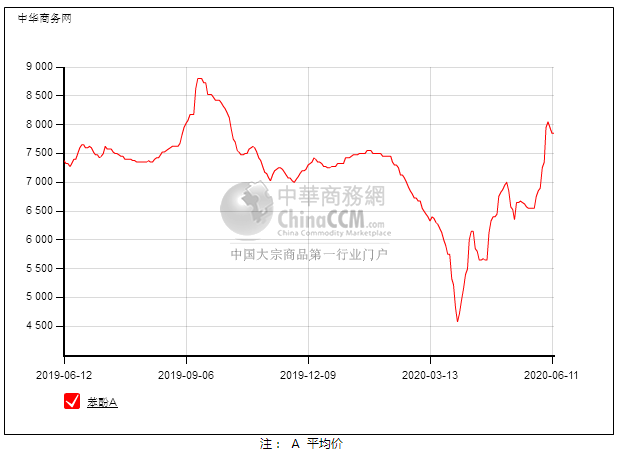 中华商务网
9 000
8 500
8 000
7 500
7 000
6 500
6 000
5 500
5 000
4 500
中華商務網
ChinaCCM.com
China Commodity Marketplace
中国大宗商品第一行业门户
2019-06-12 2019-09-06 2019-12-09 2020-03-13 2020-06-11
苯酚A
注： A 平均价